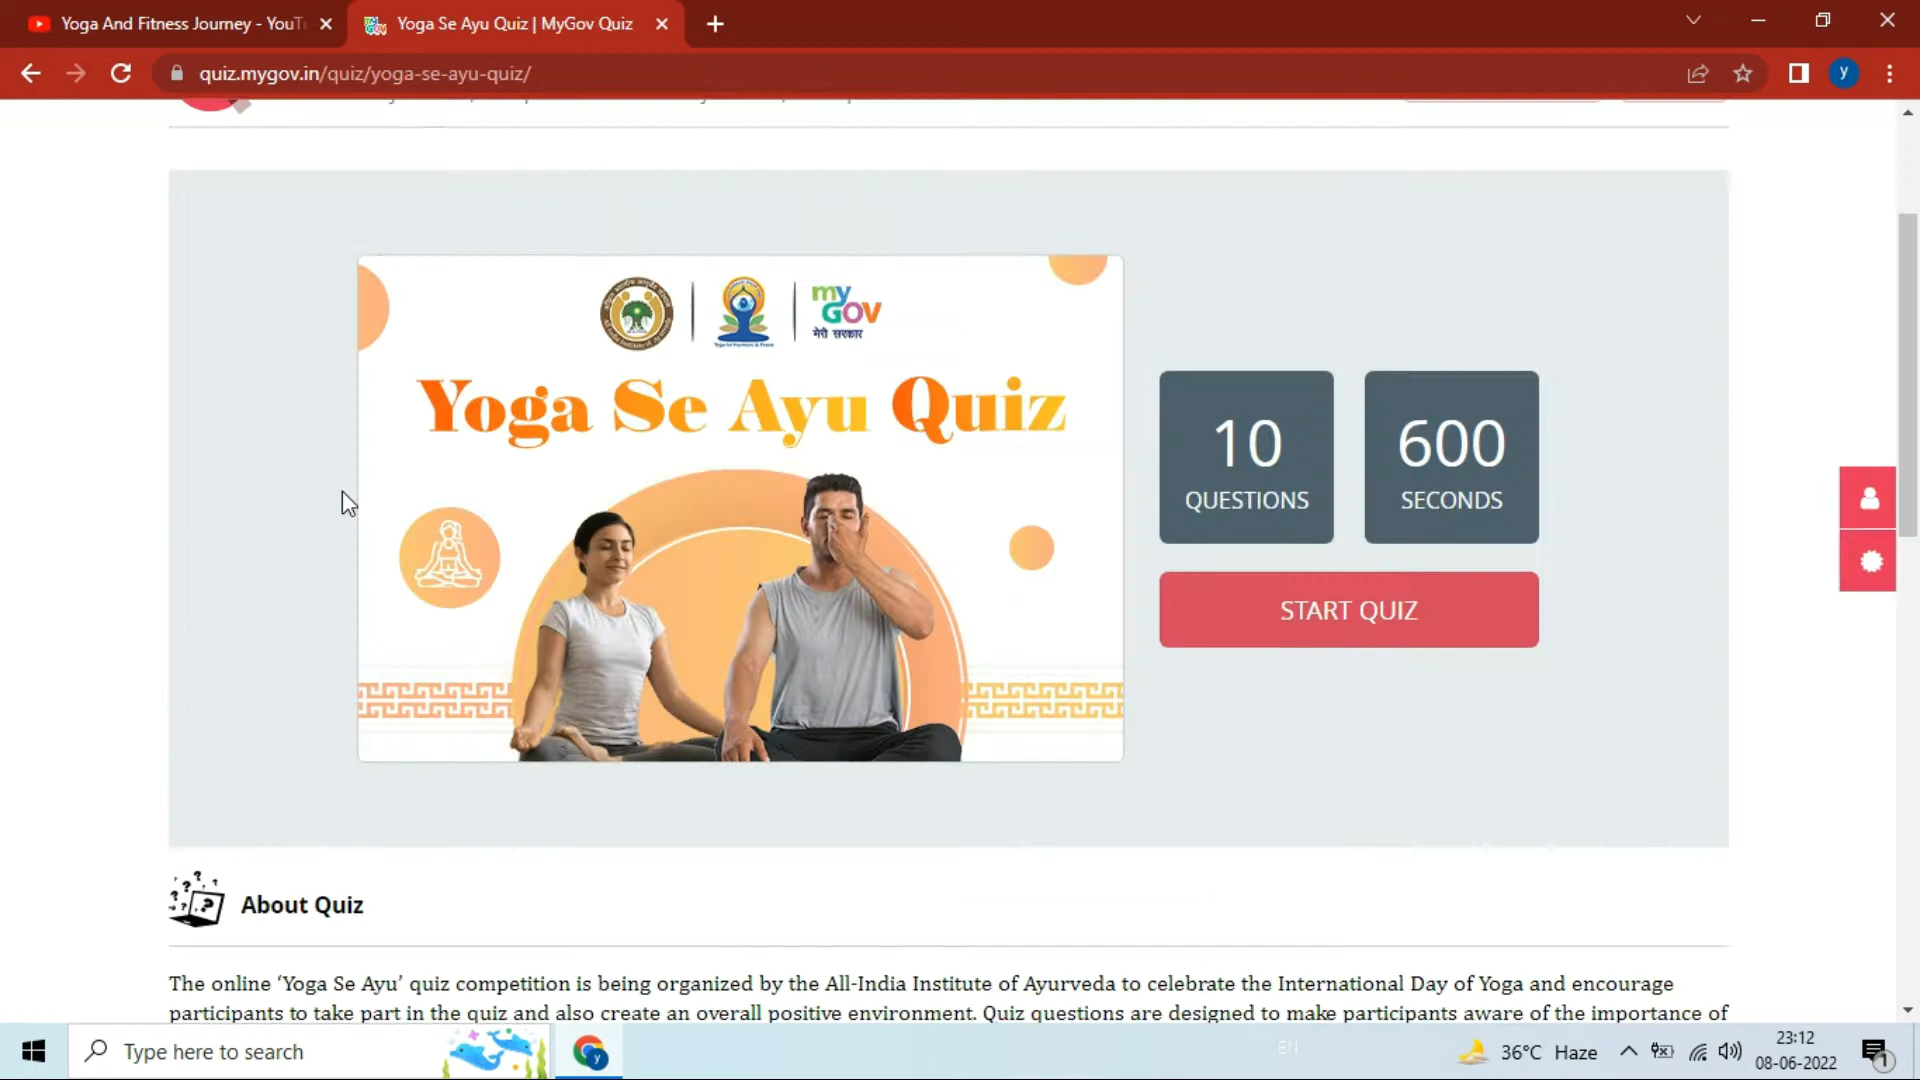 Yoga And Fitness Journey - YouT
Yoga Se Ayu Quiz | MyGov Quiz
quiz.mygov.in/quiz/yoga-se-ayu-quiz/
y
my
GOV
मेरी सरकार
Yoga Se Ayu Quiz
10
QUESTIONS
600
SECONDS
START QUIZ
About Quiz
The online ‘Yoga Se Ayu’ quiz competition is being organized by the All-India Institute of Ayurveda to celebrate the International Day of Yoga and encourage
participants to take part in the quiz and also create an overall positive environment. Quiz questions are designed to make participants aware of the importance of
Type here to search
y
EN
36°C Haze
23:12
08-06-2022
1